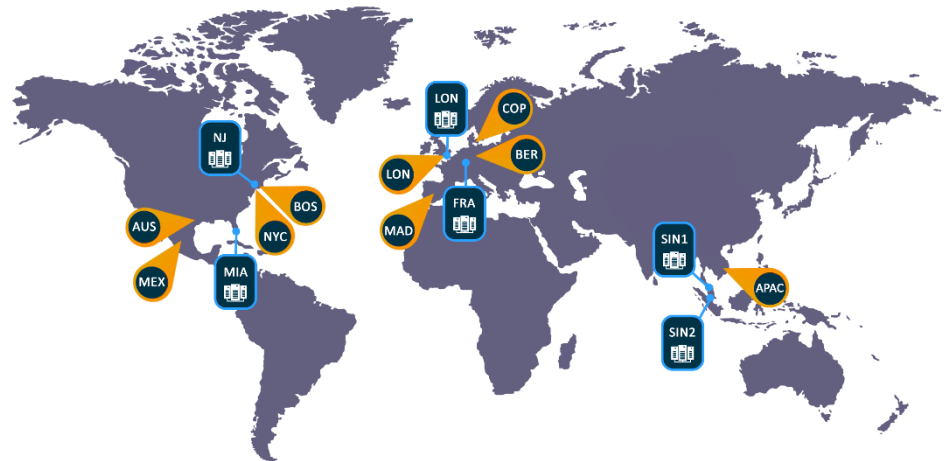 LON
COP
NJ
BER
LON
BOS
FRA
AUS
MAD
NYC
SIN1
MIA
MEX
APAC
SIN2